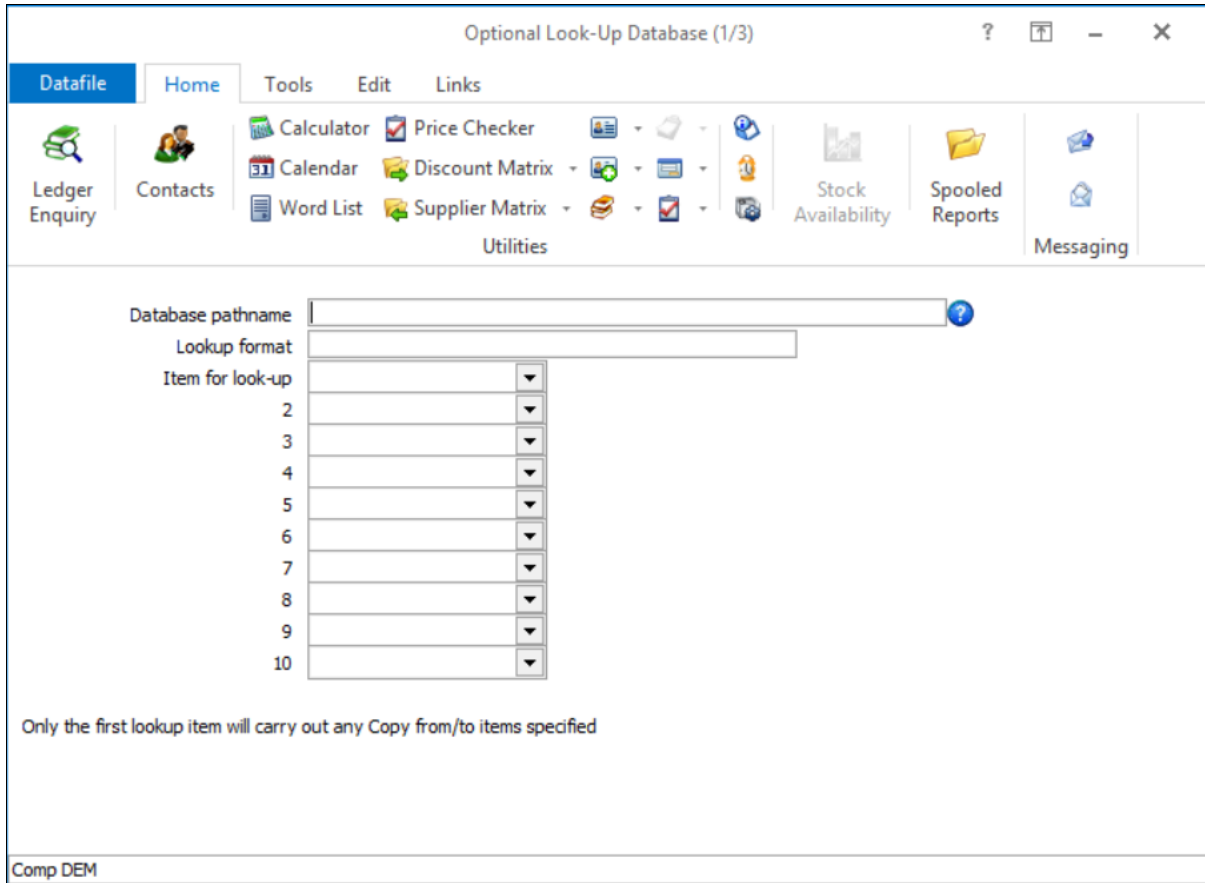 Optional Look-Up Database (1/3)
Datafile Home Tools Edit Links
Calculator Price Checker
31 Calendar Discount Matrix
Word List Supplier Matrix
Ledger
Enquiry
Contacts
Stock
Availability
Spooled
Reports
Utilities
Messaging
Database pathname
Lookup format
Item for look-up
2
3
4
5
6
7
8
9
10
Only the first lookup item will carry out any Copy from/to items specified
Comp DEM